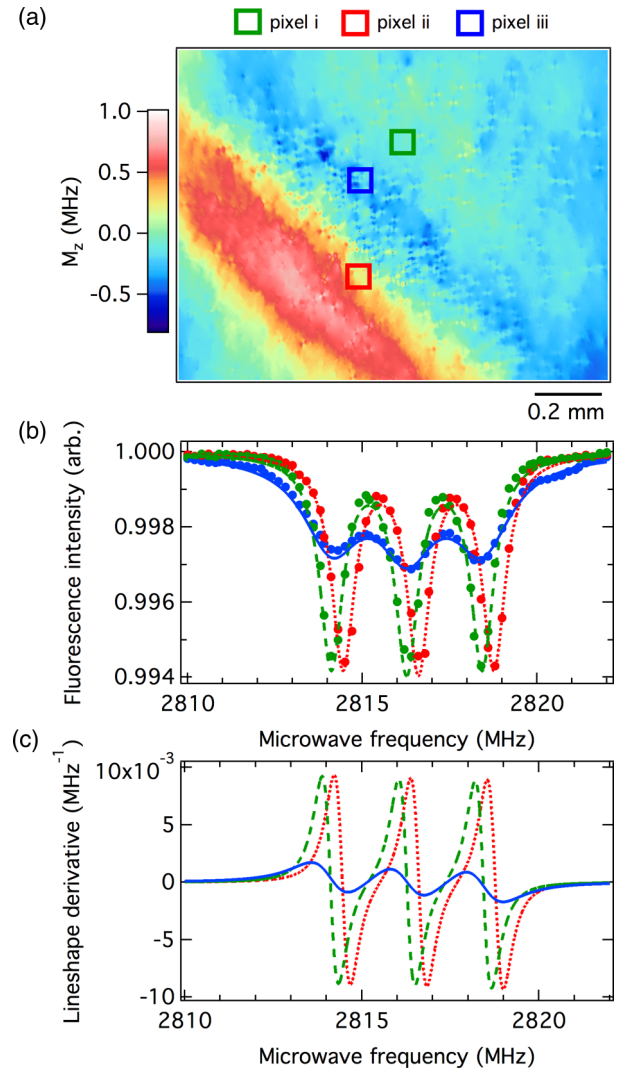 (a)
pixel i pixel ii pixel iii
1.0
0.5
0.0
-0.5
M_z (MHz)
0.2 mm
(b)
1.000
0.998
0.996
0.994
Fluorescence intensity (arb.)
2810 2815 2820
Microwave frequency (MHz)
(c)
10x10⁻³
5
0
-5
-10
Lineshape derivative (MHz⁻¹)
2810 2815 2820
Microwave frequency (MHz)